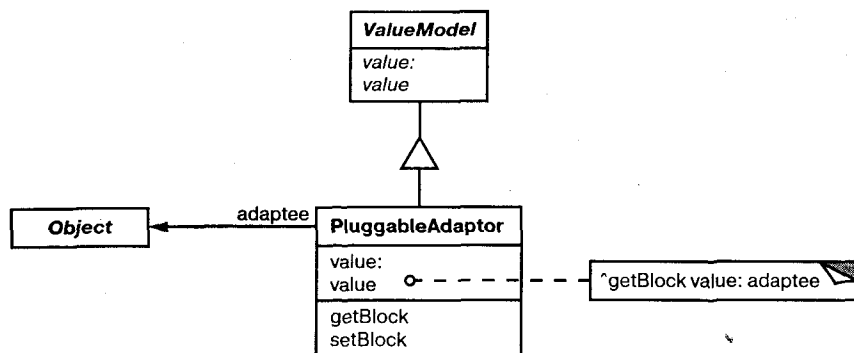 ValueModel
value:
value
Object
adaptee
PluggableAdaptor
value:
value
^getBlock value: adaptee
getBlock
setBlock